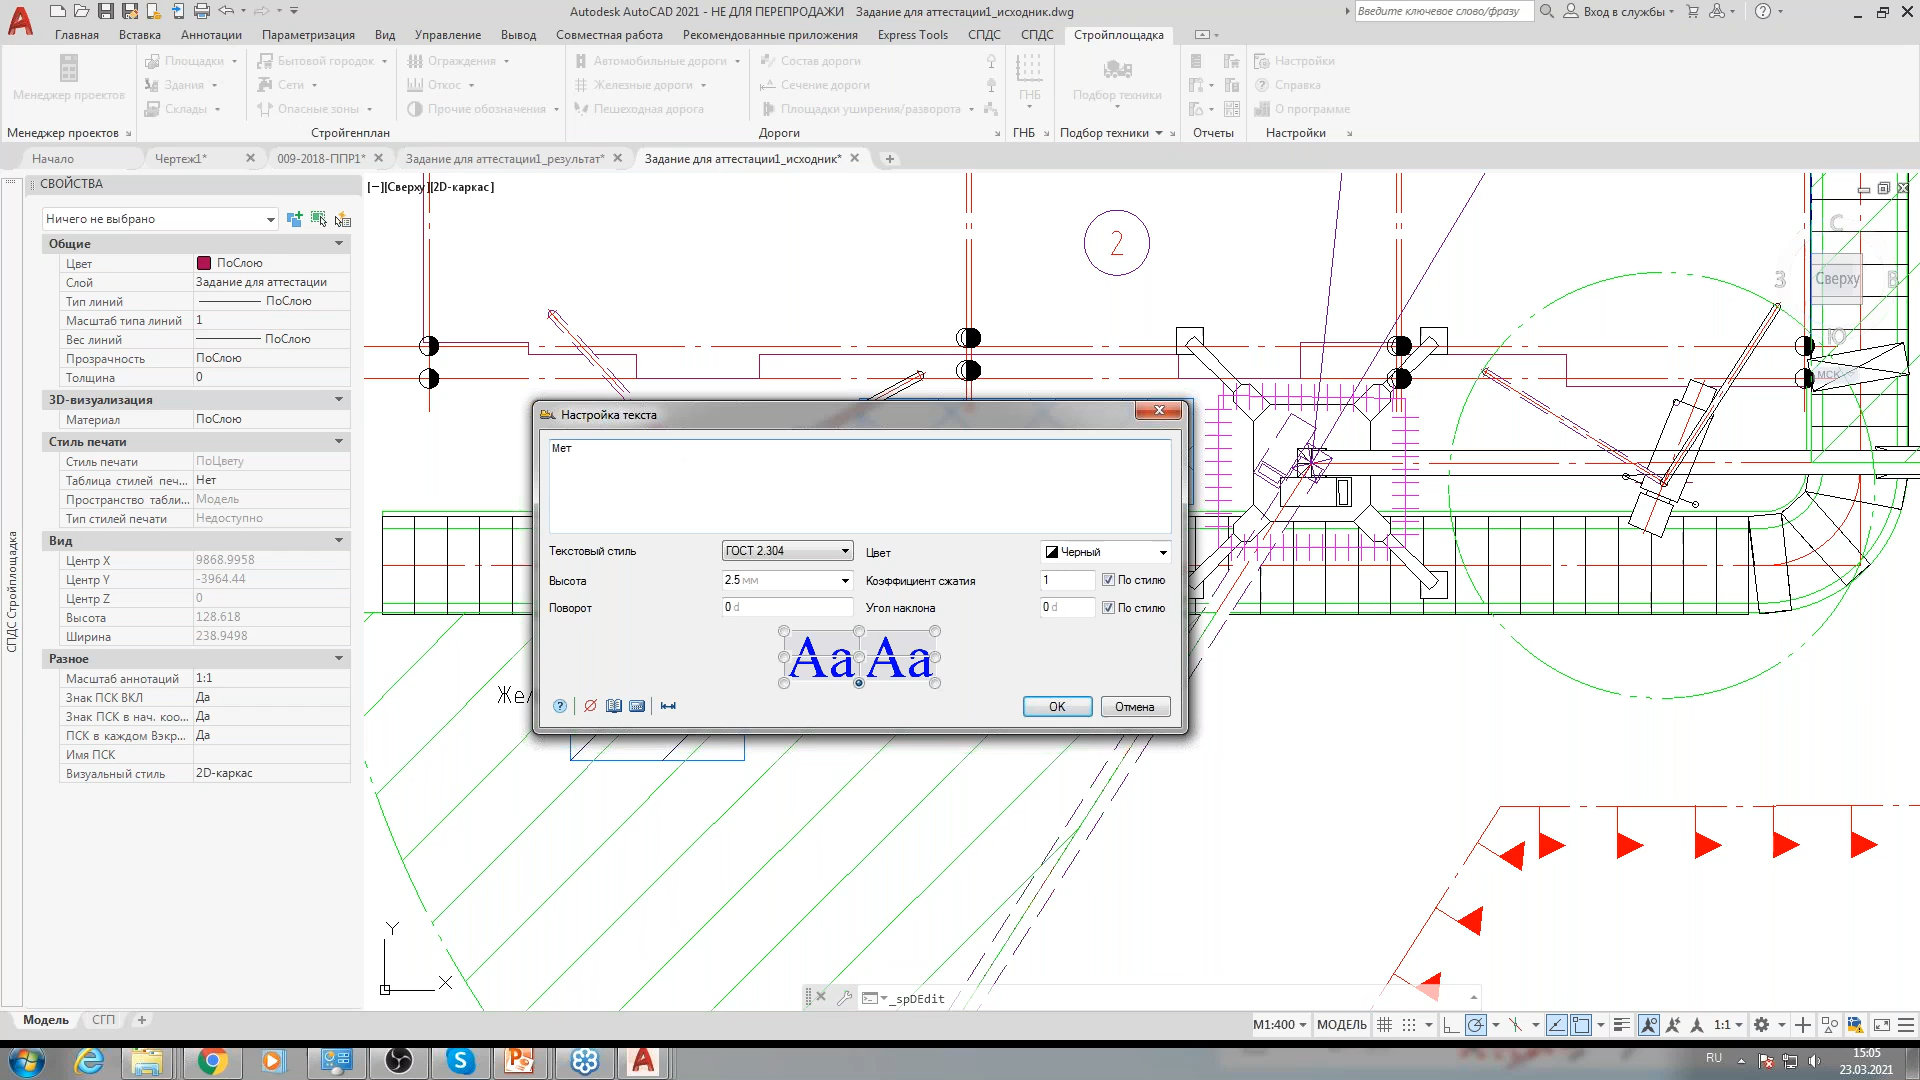 Autodesk AutoCAD 2021 - НЕ ДЛЯ ПЕРЕПРОДАЖИ Задание для аттестации1_исходник.dwg
Введите ключевое слово/фразу
Вход в службы
Главная Вставка Аннотации Параметризация Вид Управление Вывод Совместная работа Рекомендованные приложения Express Tools СПДС СПДС Стройплощадка
Площадки Бытовой городок Ограждения Автомобильные дороги Состав дороги Настройки
Менеджер проектов Здания Сети Откос Железные дороги Сечение дороги ГНБ Подбор техники Справка
Склады Опасные зоны Прочие обозначения Пешеходная дорога Площадки уширения/разворота О программе
Менеджер проектов Стройгенплан Дороги ГНБ Подбор техники Отчеты Настройки
Начало Чертеж1* 009-2018-ППР1* Задание для аттестации1_результат* Задание для аттестации1_исходник*
СВОЙСТВА
[−][Сверху][2D-каркас]
Ничего не выбрано
Общие
Цвет ПоСлою
Слой Задание для аттестации
Тип линий ПоСлою
Масштаб типа линий 1
Вес линий ПоСлою
Прозрачность ПоСлою
Толщина 0
3D-визуализация
Материал ПоСлою
Стиль печати
Стиль печати ПоЦвету
Таблица стилей печ... Нет
Пространство табли... Модель
Тип стилей печати Недоступно
Вид
Центр X 9868.9958
Центр Y -3964.44
Центр Z 0
Высота 128.618
Ширина 238.9498
Разное
Масштаб аннотаций 1:1
Знак ПСК ВКЛ Да
Знак ПСК в нач. коо... Да
ПСК в каждом Вэкр... Да
Имя ПСК
Визуальный стиль 2D-каркас
СПДС Стройплощадка
2
С
З Сверху В
Ю
МСК
Жел
Настройка текста
Мет
Текстовый стиль ГОСТ 2.304 Цвет Черный
Высота 2.5 мм Коэффициент сжатия 1 По стилю
Поворот 0 d Угол наклона 0 d По стилю
Aa Aa
OK Отмена
Y
X
_spDEdit
Модель СГП
М1:400 МОДЕЛЬ 1:1
RU
15:05
23.03.2021